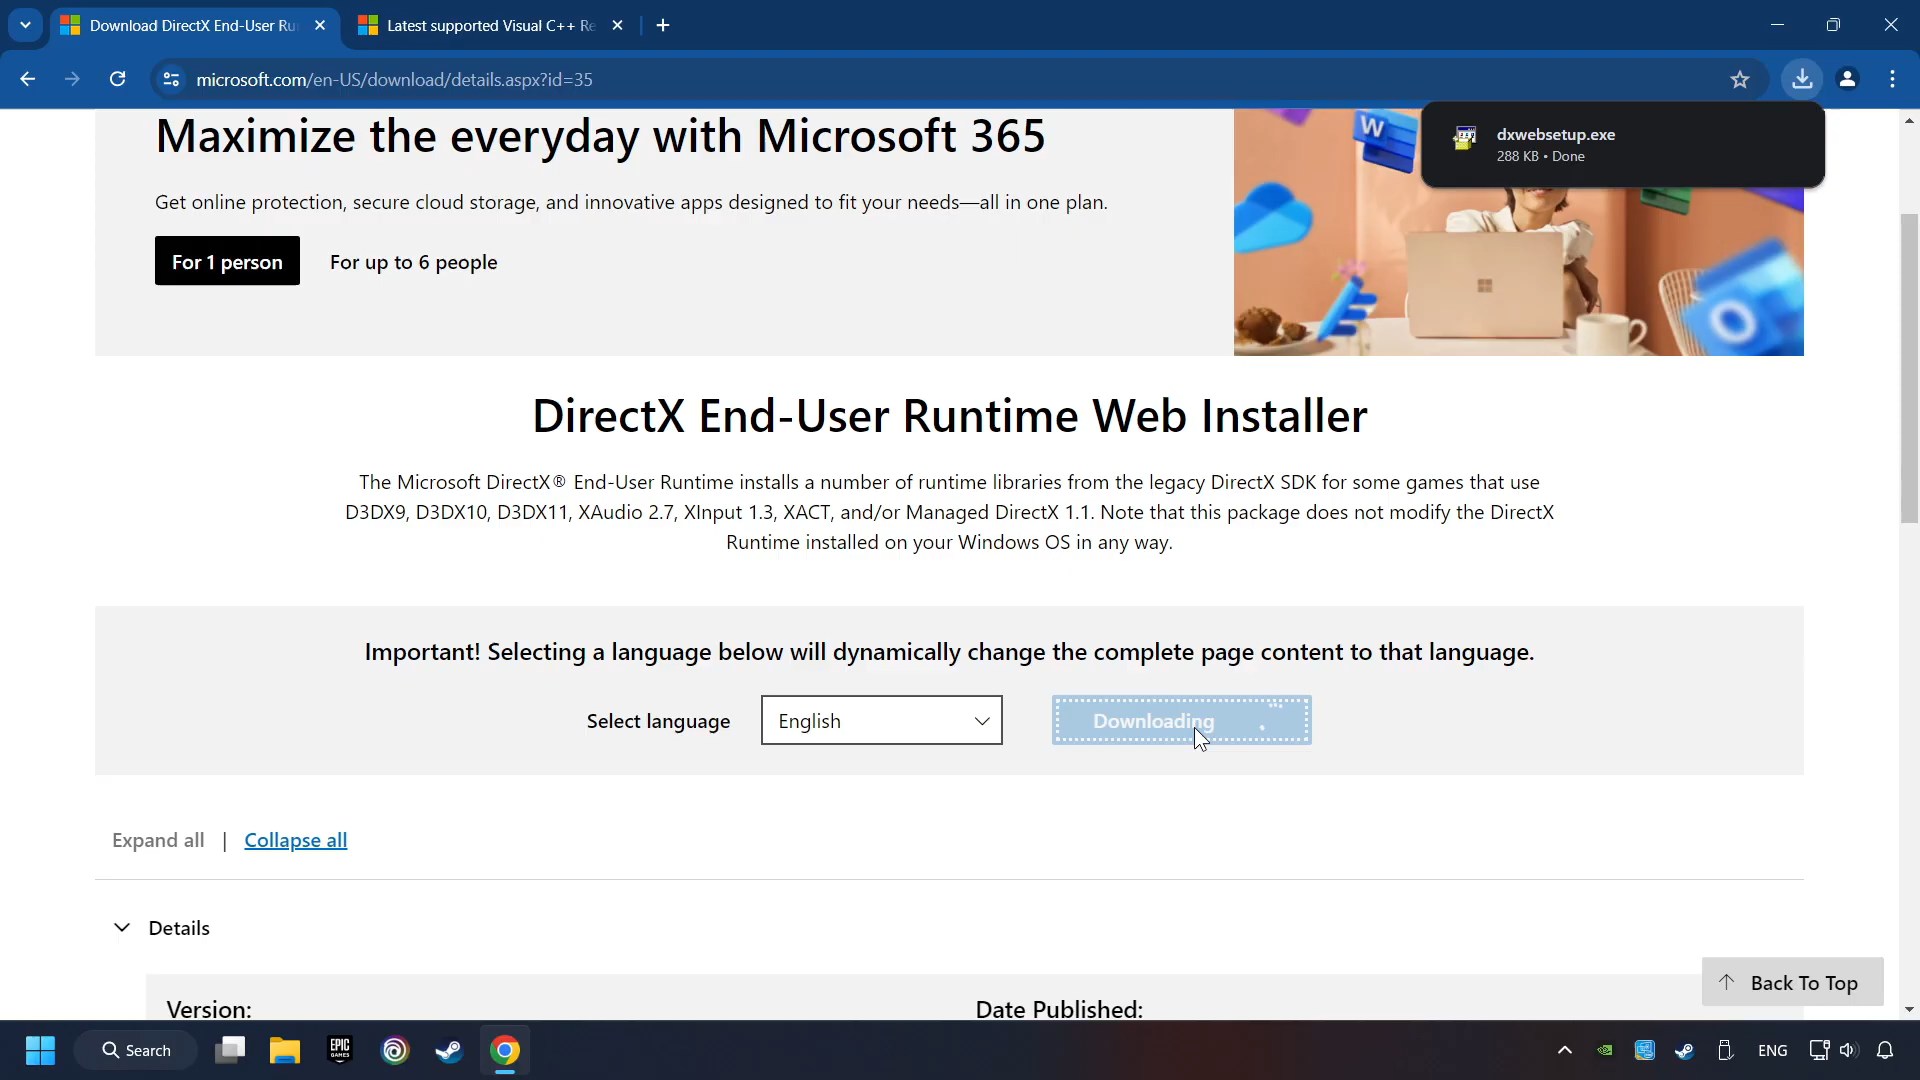 Download DirectX End-User Ru
Latest supported Visual C++ Re
microsoft.com/en-US/download/details.aspx?id=35
dxwebsetup.exe
288 KB • Done
Maximize the everyday with Microsoft 365
Get online protection, secure cloud storage, and innovative apps designed to fit your needs—all in one plan.
For 1 person
For up to 6 people
W
O
DirectX End-User Runtime Web Installer
The Microsoft DirectX® End-User Runtime installs a number of runtime libraries from the legacy DirectX SDK for some games that use
D3DX9, D3DX10, D3DX11, XAudio 2.7, XInput 1.3, XACT, and/or Managed DirectX 1.1. Note that this package does not modify the DirectX
Runtime installed on your Windows OS in any way.
Important! Selecting a language below will dynamically change the complete page content to that language.
Select language
English
Downloading
Expand all | Collapse all
Details
Back To Top
Version:
Date Published:
Search
EPIC
GAMES
ENG